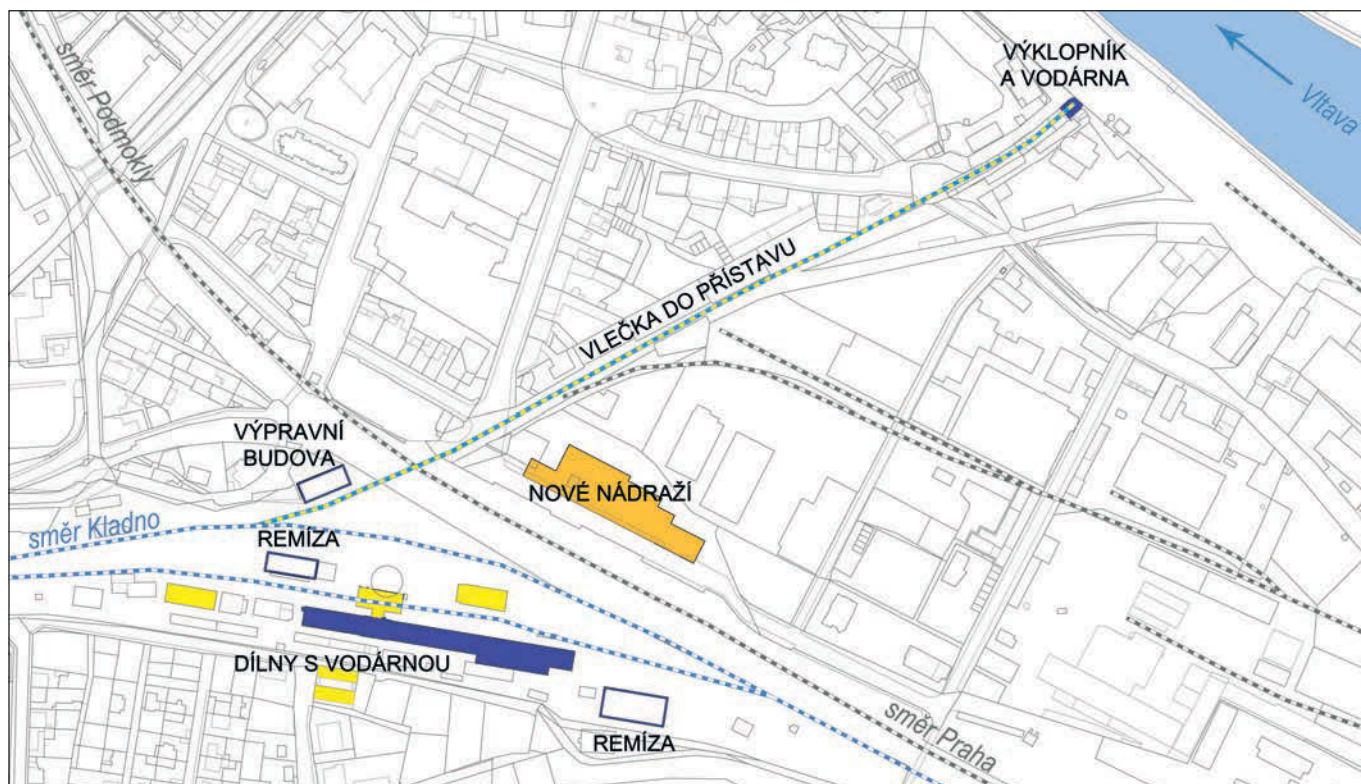 směr Podmokly
VÝKLOPNÍK
A VODÁRNA
Vltava
VLEČKA DO PŘÍSTAVU
VÝPRAVNÍ
BUDOVA
NOVÉ NÁDRAŽÍ
směr Kladno
REMÍZA
DÍLNY S VODÁRNOU
REMÍZA
směr Praha